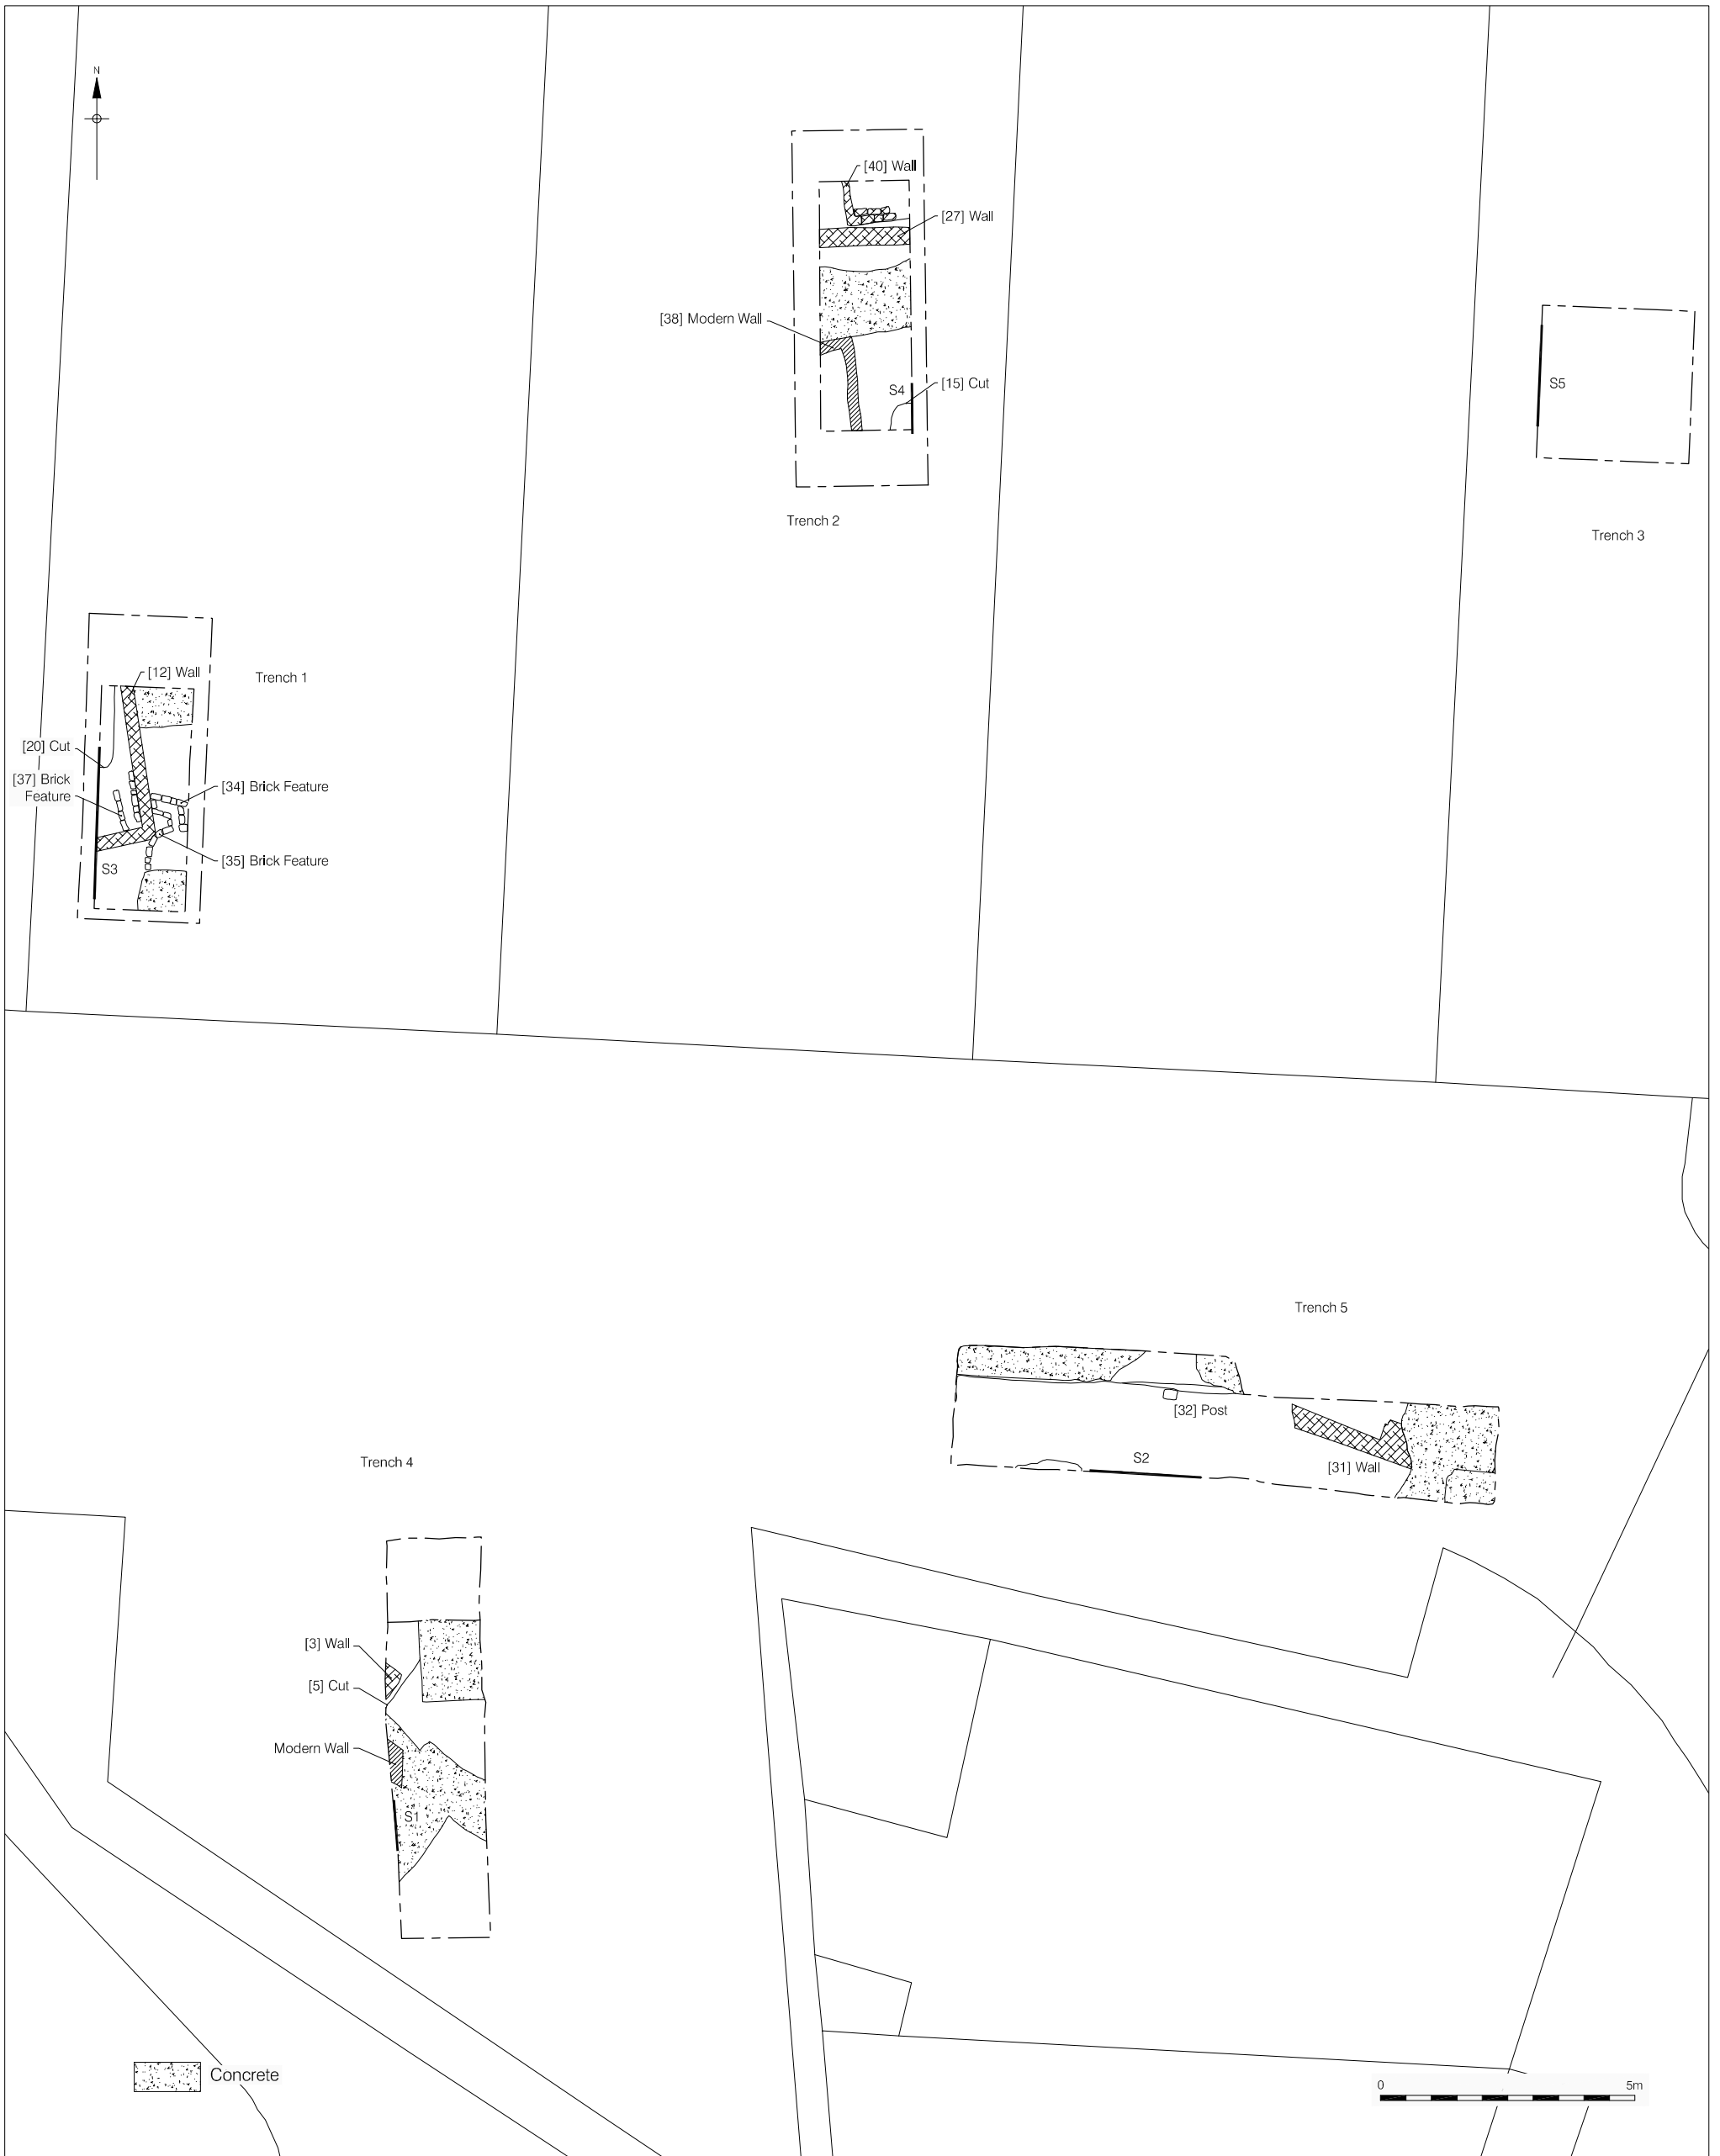 N
[40] Wall
[27] Wall
[38] Modern Wall
S4
[15] Cut
S5
Trench 2
Trench 3
[12] Wall
Trench 1
[20] Cut
[37] Brick
Feature
[34] Brick Feature
[35] Brick Feature
S3
Trench 5
[32] Post
S2
[31] Wall
Trench 4
[3] Wall
[5] Cut
Modern Wall
S1
Concrete
0
5m